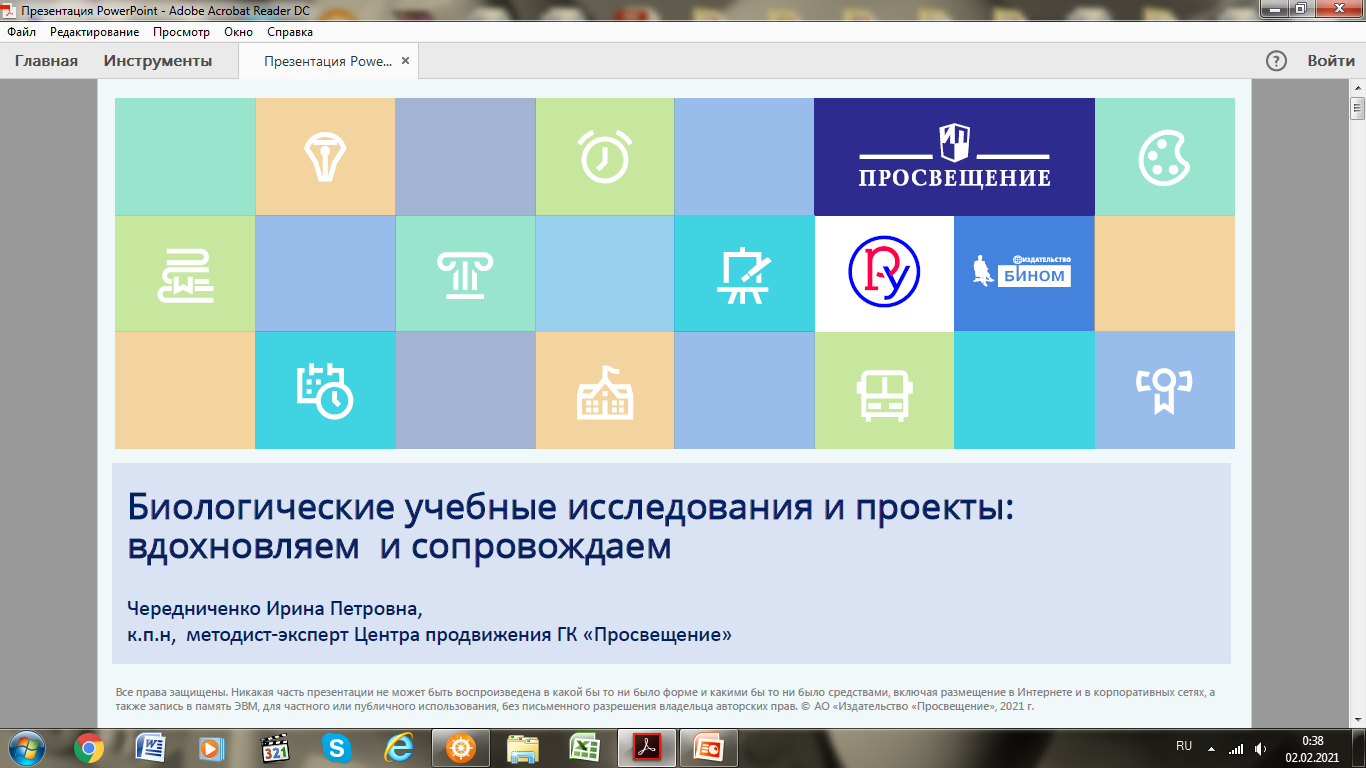 Презентация PowerPoint - Adobe Acrobat Reader DC
Файл Редактирование Просмотр Окно Справка
Главная Инструменты Презентация Powe... × ? Войти
ИП
ПРОСВЕЩЕНИЕ
Ру
ИЗДАТЕЛЬСТВО
БИНОМ
Биологические учебные исследования и проекты:
вдохновляем и сопровождаем
Чередниченко Ирина Петровна,
к.п.н, методист-эксперт Центра продвижения ГК «Просвещение»
Все права защищены. Никакая часть презентации не может быть воспроизведена в какой бы то ни было форме и какими бы то ни было средствами, включая размещение в Интернете и в корпоративных сетях, а
также запись в память ЭВМ, для частного или публичного использования, без письменного разрешения владельца авторских прав. © АО «Издательство «Просвещение», 2021 г.
321
RU 0:38
02.02.2021